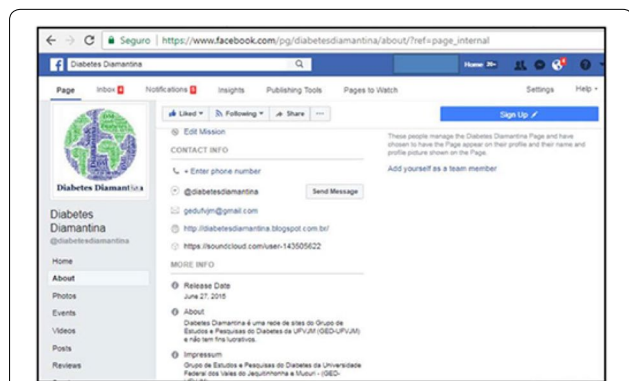 Seguro https://www.facebook.com/pg/diabetesdiamantina/about/?ref=page_internal
Diabetes Diamantina
Home 20+
Page Inbox Notifications Insights Publishing Tools Pages to Watch Settings Help
Liked Following Share ...
Sign Up
Diabetes Diamantina
Diabetes
Diamantina
@diabetesdiamantina
Home
About
Photos
Events
Videos
Posts
Reviews
Edit Mission
CONTACT INFO
+ Enter phone number
@diabetesdiamantina Send Message
gedufvjm@gmail.com
http://diabetesdiamantina.blogspot.com.br/
https://soundcloud.com/user-143505622
MORE INFO
Release Date
June 27, 2015
About
Diabetes Diamantina é uma rede de sites do Grupo de
Estudos e Pesquisas do Diabetes da UFVJM (GED-UFVJM)
e não tem fins lucrativos.
Impressum
Grupo de Estudos e Pesquisas do Diabetes da Universidade
Federal dos Vales do Jequitinhonha e Mucuri - (GED-
These people manage the Diabetes Diamantina Page and have
chosen to have the Page appear on their profile and their name and
profile picture shown on the Page.
Add yourself as a team member